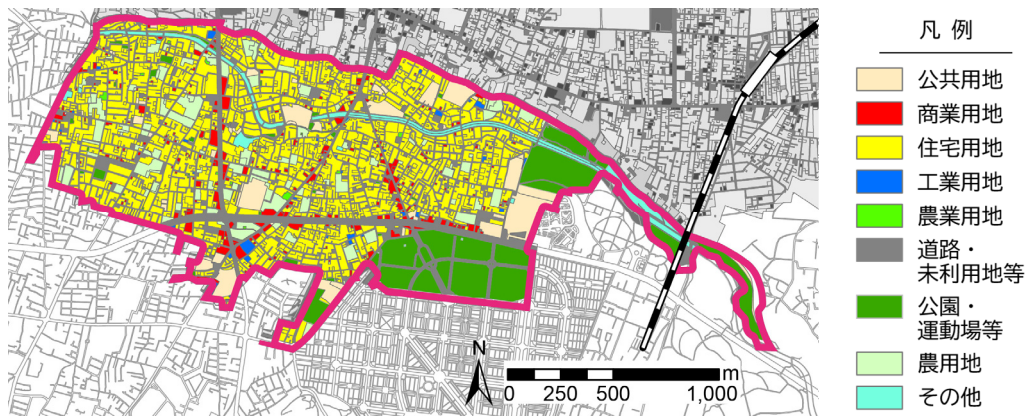 凡 例
公共用地
商業用地
住宅用地
工業用地
農業用地
道路・
未利用地等
公園・
運動場等
農用地
その他
N
m
0 250 500 1,000